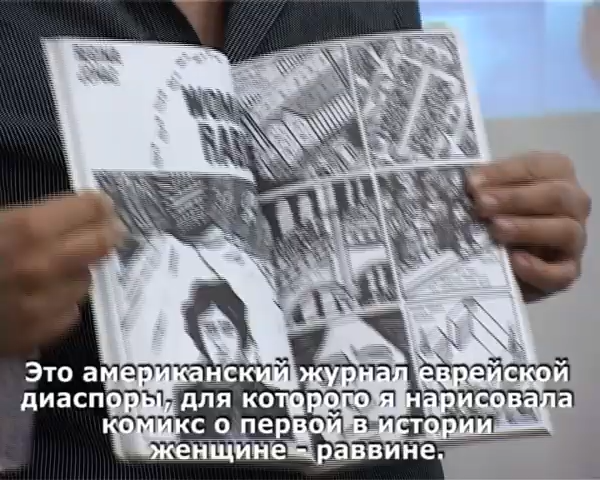 Это американский журнал еврейской
диаспоры, для которого я нарисовала
комикс о первой в истории
женщине - раввине.